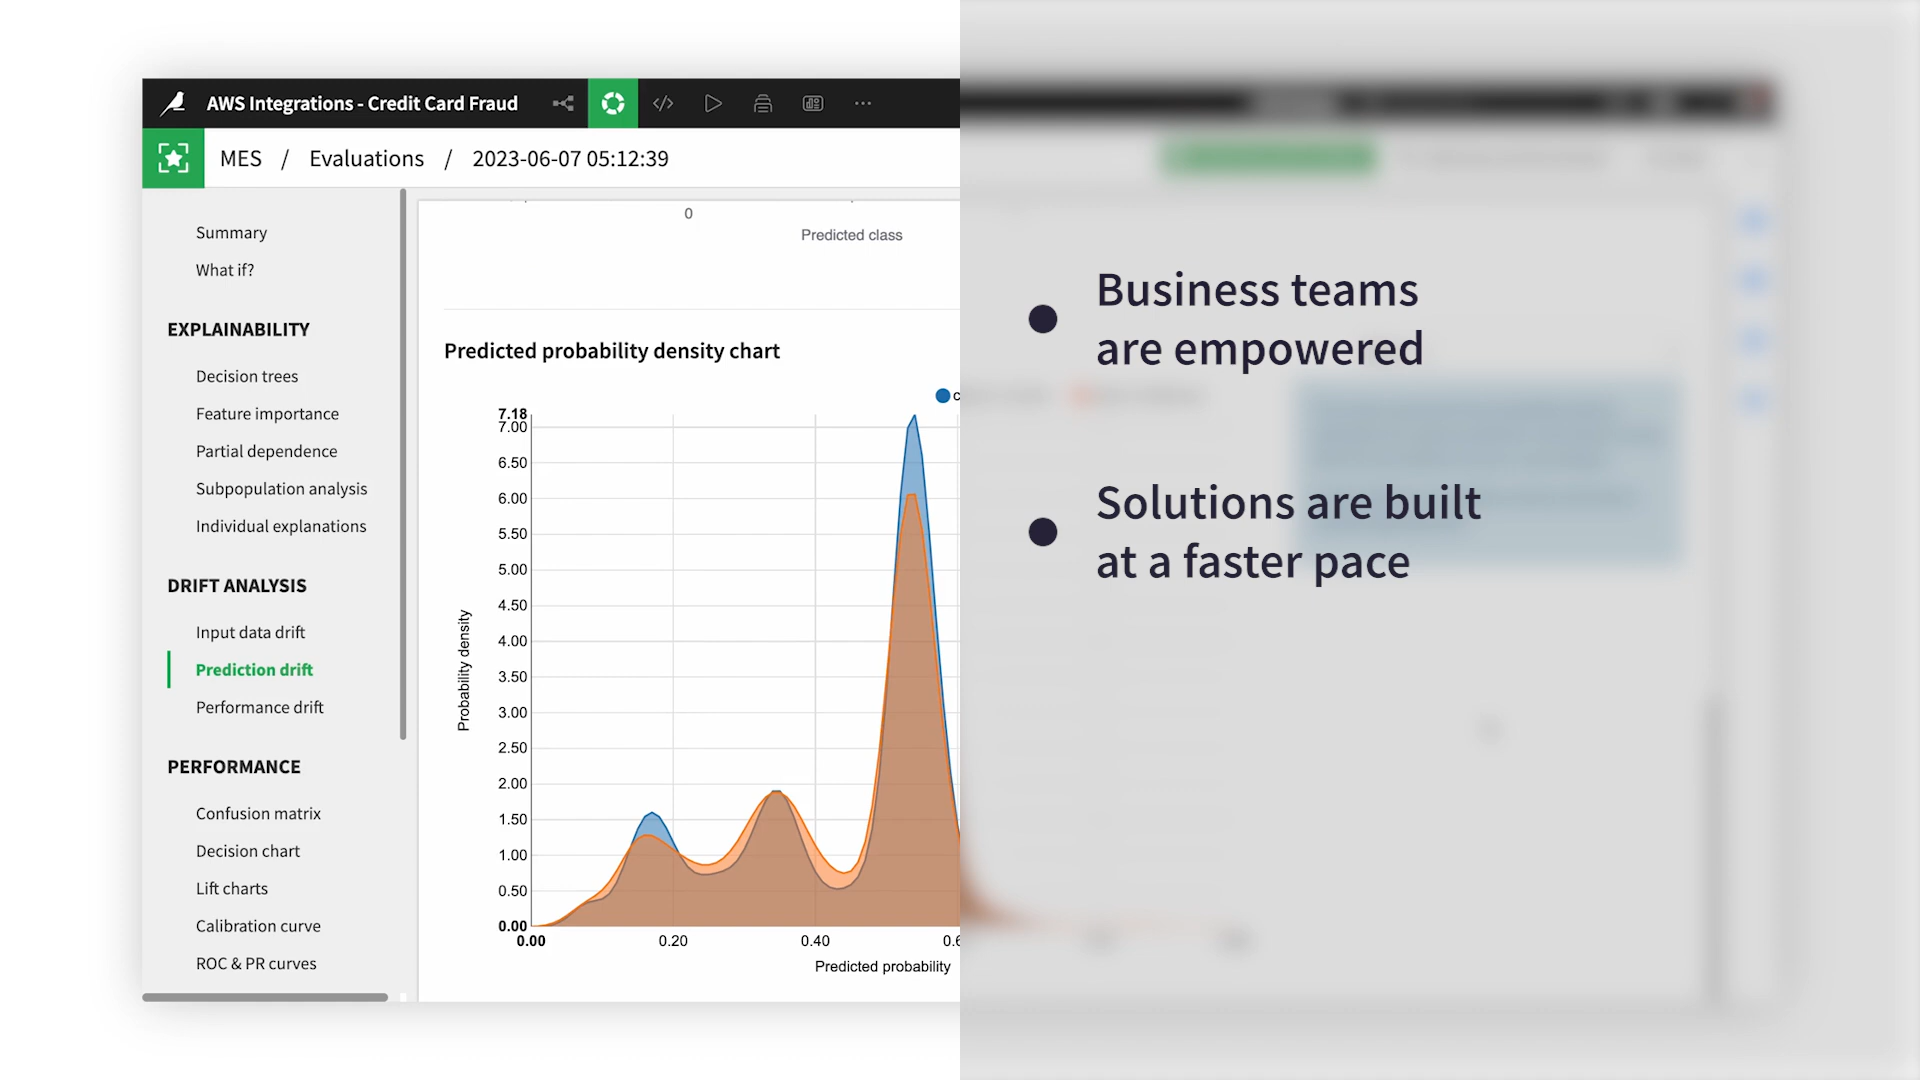 AWS Integrations - Credit Card Fraud
MES / Evaluations / 2023-06-07 05:12:39
Summary
What if?
EXPLAINABILITY
Decision trees
Feature importance
Partial dependence
Subpopulation analysis
Individual explanations
DRIFT ANALYSIS
Input data drift
Prediction drift
Performance drift
PERFORMANCE
Confusion matrix
Decision chart
Lift charts
Calibration curve
ROC & PR curves
0
Predicted class
Predicted probability density chart
7.18
7.00
6.50
6.00
5.50
5.00
4.50
4.00
3.50
3.00
2.50
2.00
1.50
1.00
0.50
0.00
Probability density
0.00 0.20 0.40
Predicted probability
Business teams
are empowered
Solutions are built
at a faster pace